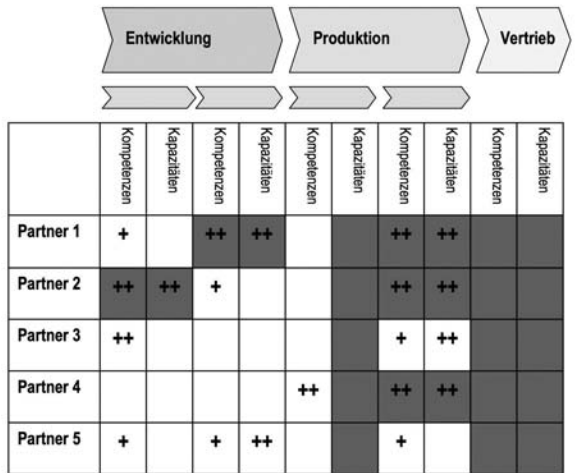 Entwicklung Produktion Vertrieb
Kompetenzen Kapazitäten Kompetenzen Kapazitäten Kompetenzen Kapazitäten Kompetenzen Kapazitäten Kompetenzen Kapazitäten
Partner 1 + ++ ++ ++ ++
Partner 2 ++ ++ + ++ ++
Partner 3 ++ + ++
Partner 4 ++ ++ ++
Partner 5 + + ++ +